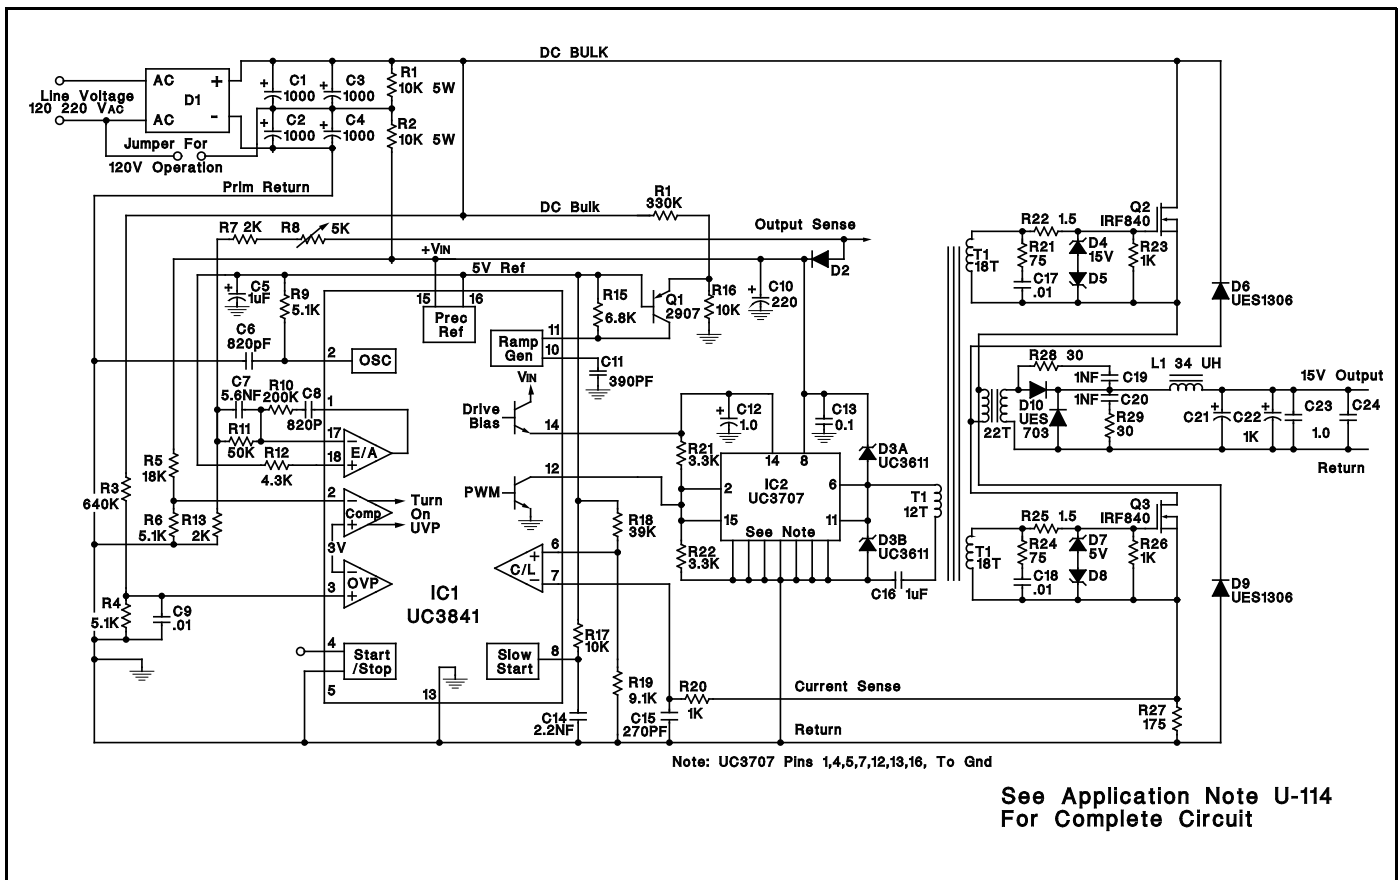 DC BULK
AC
AC
+
-
D1
Line Voltage
120 220 VAC
Jumper For
120V Operation
+ C1
1000
+ C3
1000
+ C2
1000
+ C4
1000
R1
10K 5W
R2
10K 5W
Prim Return
DC Bulk
R1
330K
R7 2K
R8
5K
Output Sense
+VIN
5V Ref
D2
+ C5
1uF
R9
5.1K
15
16
Prec
Ref
R15
6.8K
Q1
2907
R16
10K
+ C10
220
C6
820pF
2
OSC
11
Ramp
Gen
10
C11
390PF
C7
5.6NF
R10
200K
C8
820P
1
VIN
Drive
Bias
14
R11
50K
17
-
E/A
18
+
R12
4.3K
PWM
12
R5
18K
2
-
Comp
+
Turn
On
UVP
R3
640K
R6
5.1K
R13
2K
3V
-
OVP
3
+
R4
5.1K
C9
.01
IC1
UC3841
6
+
C/L
7
-
4
Start
/Stop
5
13
Slow
Start
8
R18
39K
R17
10K
R19
9.1K
C14
2.2NF
C15
270PF
R20
1K
+ C12
1.0
C13
0.1
R21
3.3K
R22
3.3K
14
8
2
IC2
UC3707
15
See Note
6
11
D3A
UC3611
D3B
UC3611
C16
1uF
T1
12T
Q2
IRF840
R22 1.5
T1
18T
R21
75
C17
.01
D4
15V
D5
R23
1K
D6
UES1306
R28 30
1NF
C19
1NF
C20
D10
UES
703
R29
30
22T
L1 34 UH
15V Output
C21
+
C22
1K
+
C23
1.0
C24
Return
Q3
IRF840
R25 1.5
T1
18T
R24
75
C18
.01
D7
5V
D8
R26
1K
D9
UES1306
Current Sense
R27
175
Return
Note: UC3707 Pins 1,4,5,7,12,13,16, To Gnd
See Application Note U-114
For Complete Circuit